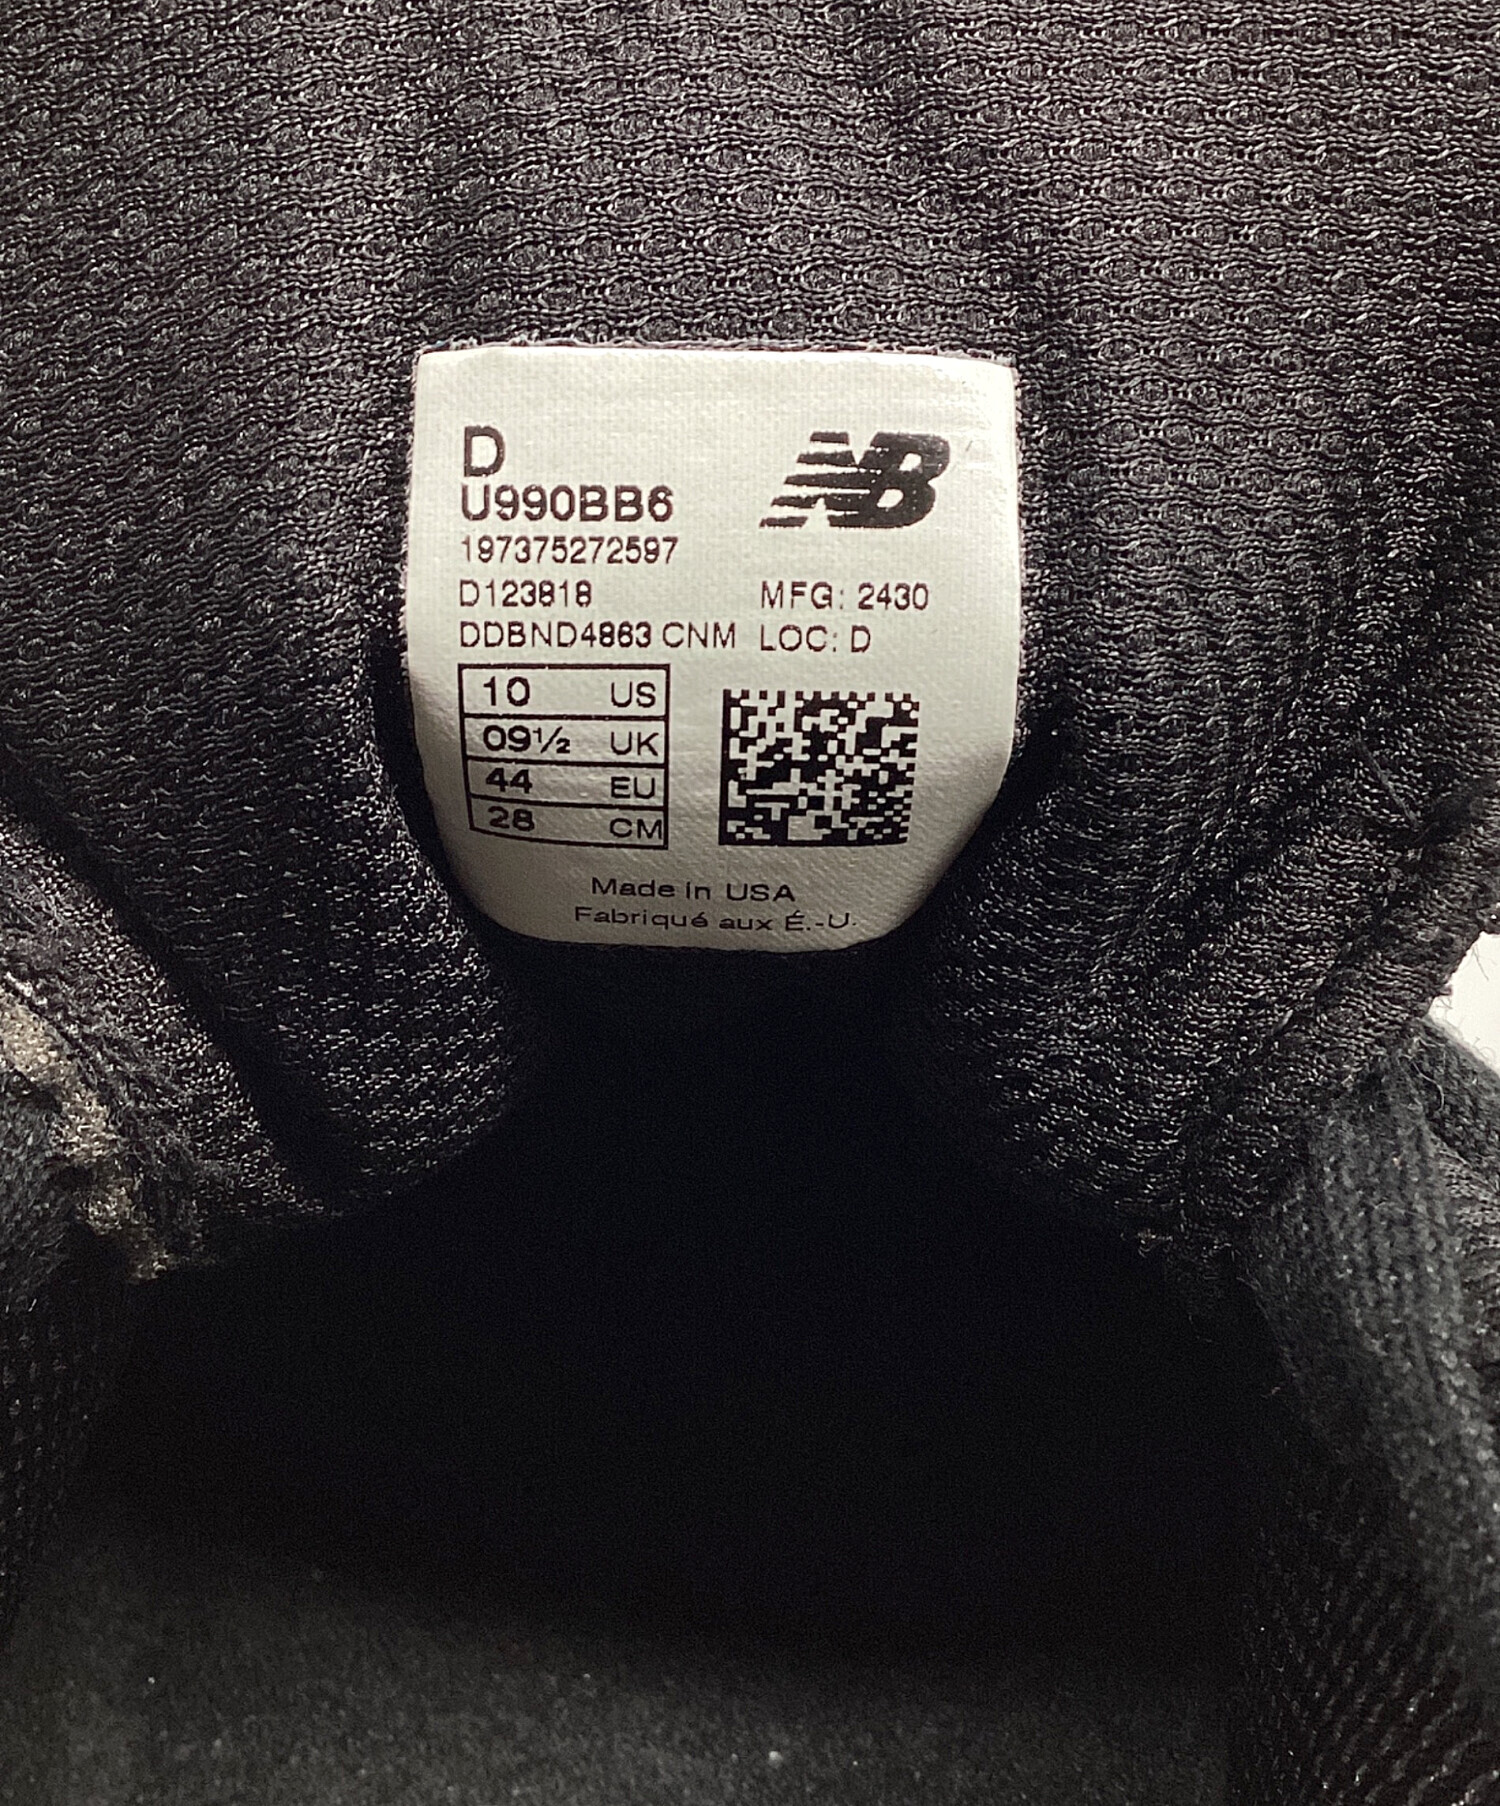 D
NB
U990BB6
197375272597
D123818 MFG: 2430
DDBND4863 CNM LOC: D
10 US
09½ UK
44 EU
28 CM
Made in USA
Fabriqué aux É.-U.